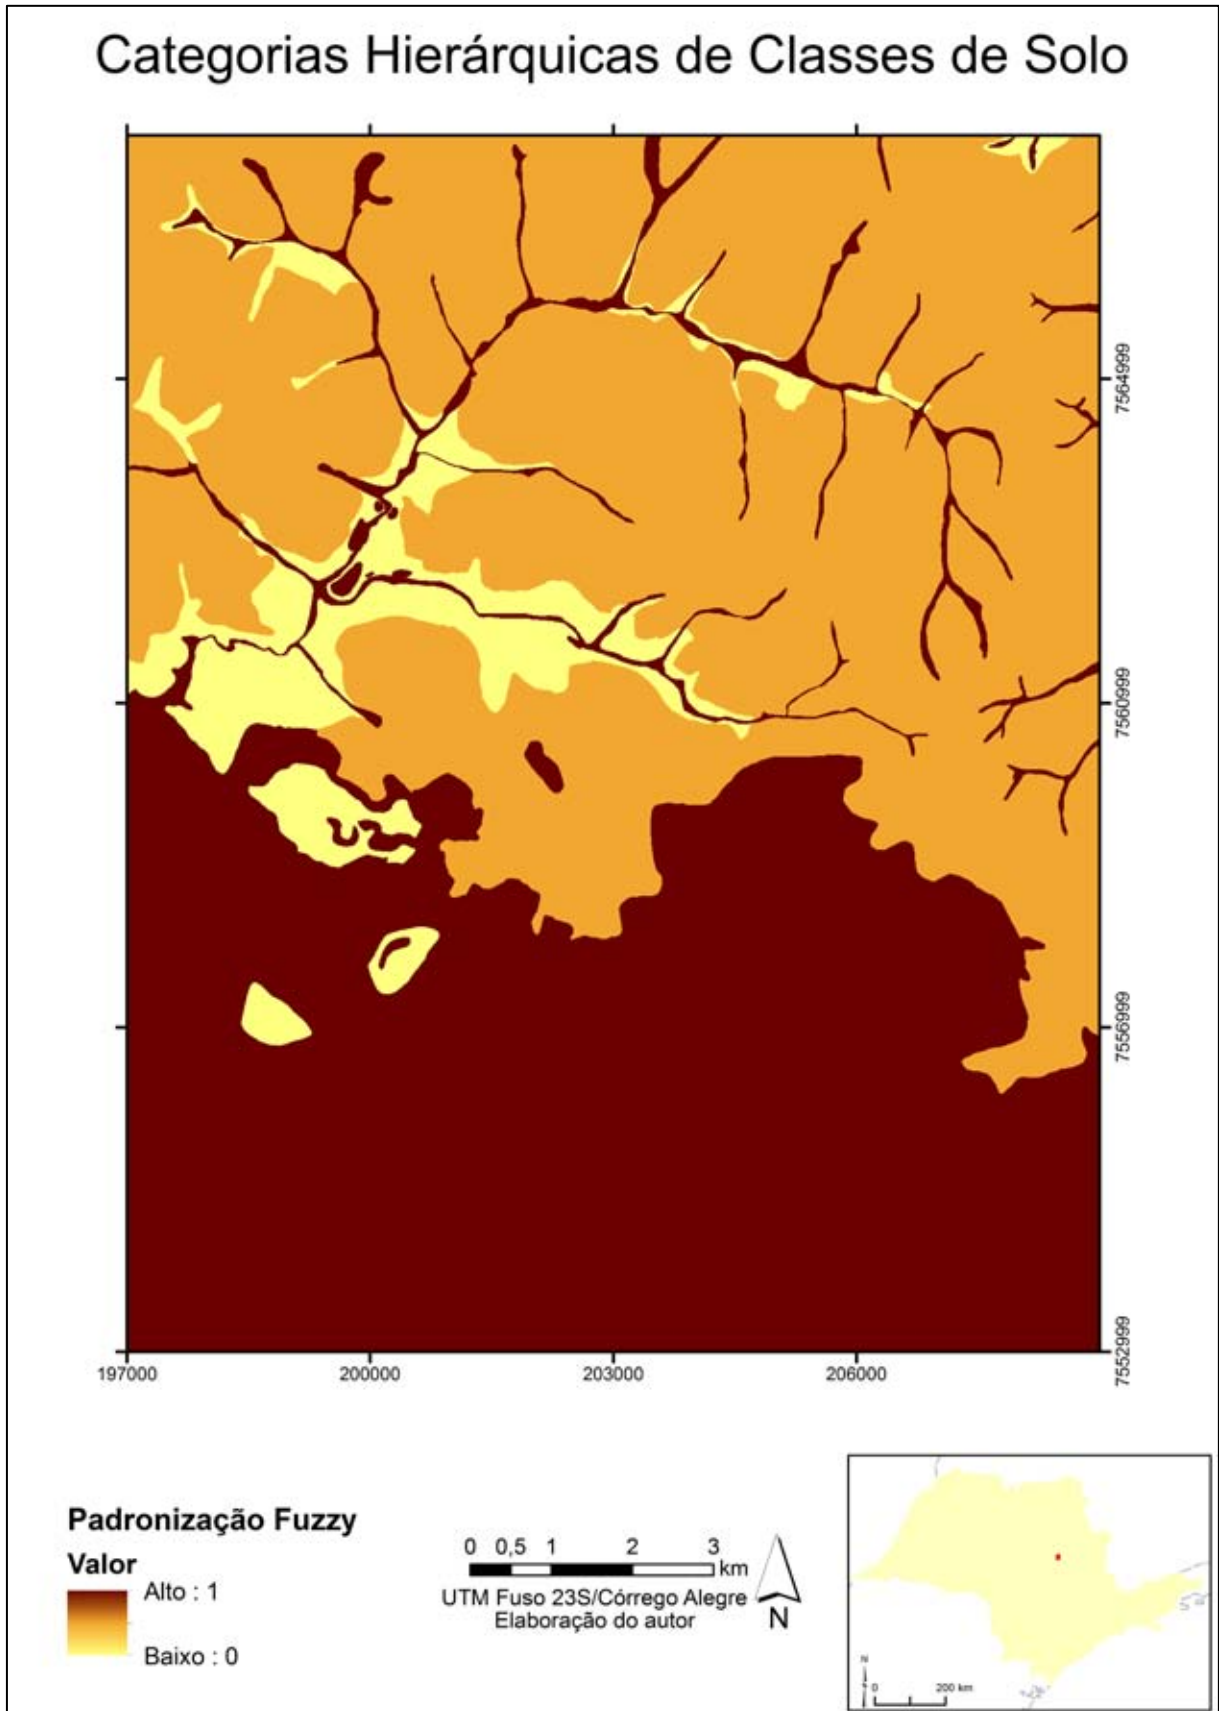 Categorias Hierárquicas de Classes de Solo
7564999
7560999
7556999
7552999
197000
200000
203000
206000
Padronização Fuzzy
Valor
Alto : 1
Baixo : 0
0 0,5 1 2 3
km
UTM Fuso 23S/Córrego Alegre
Elaboração do autor
N
N
0 200 km